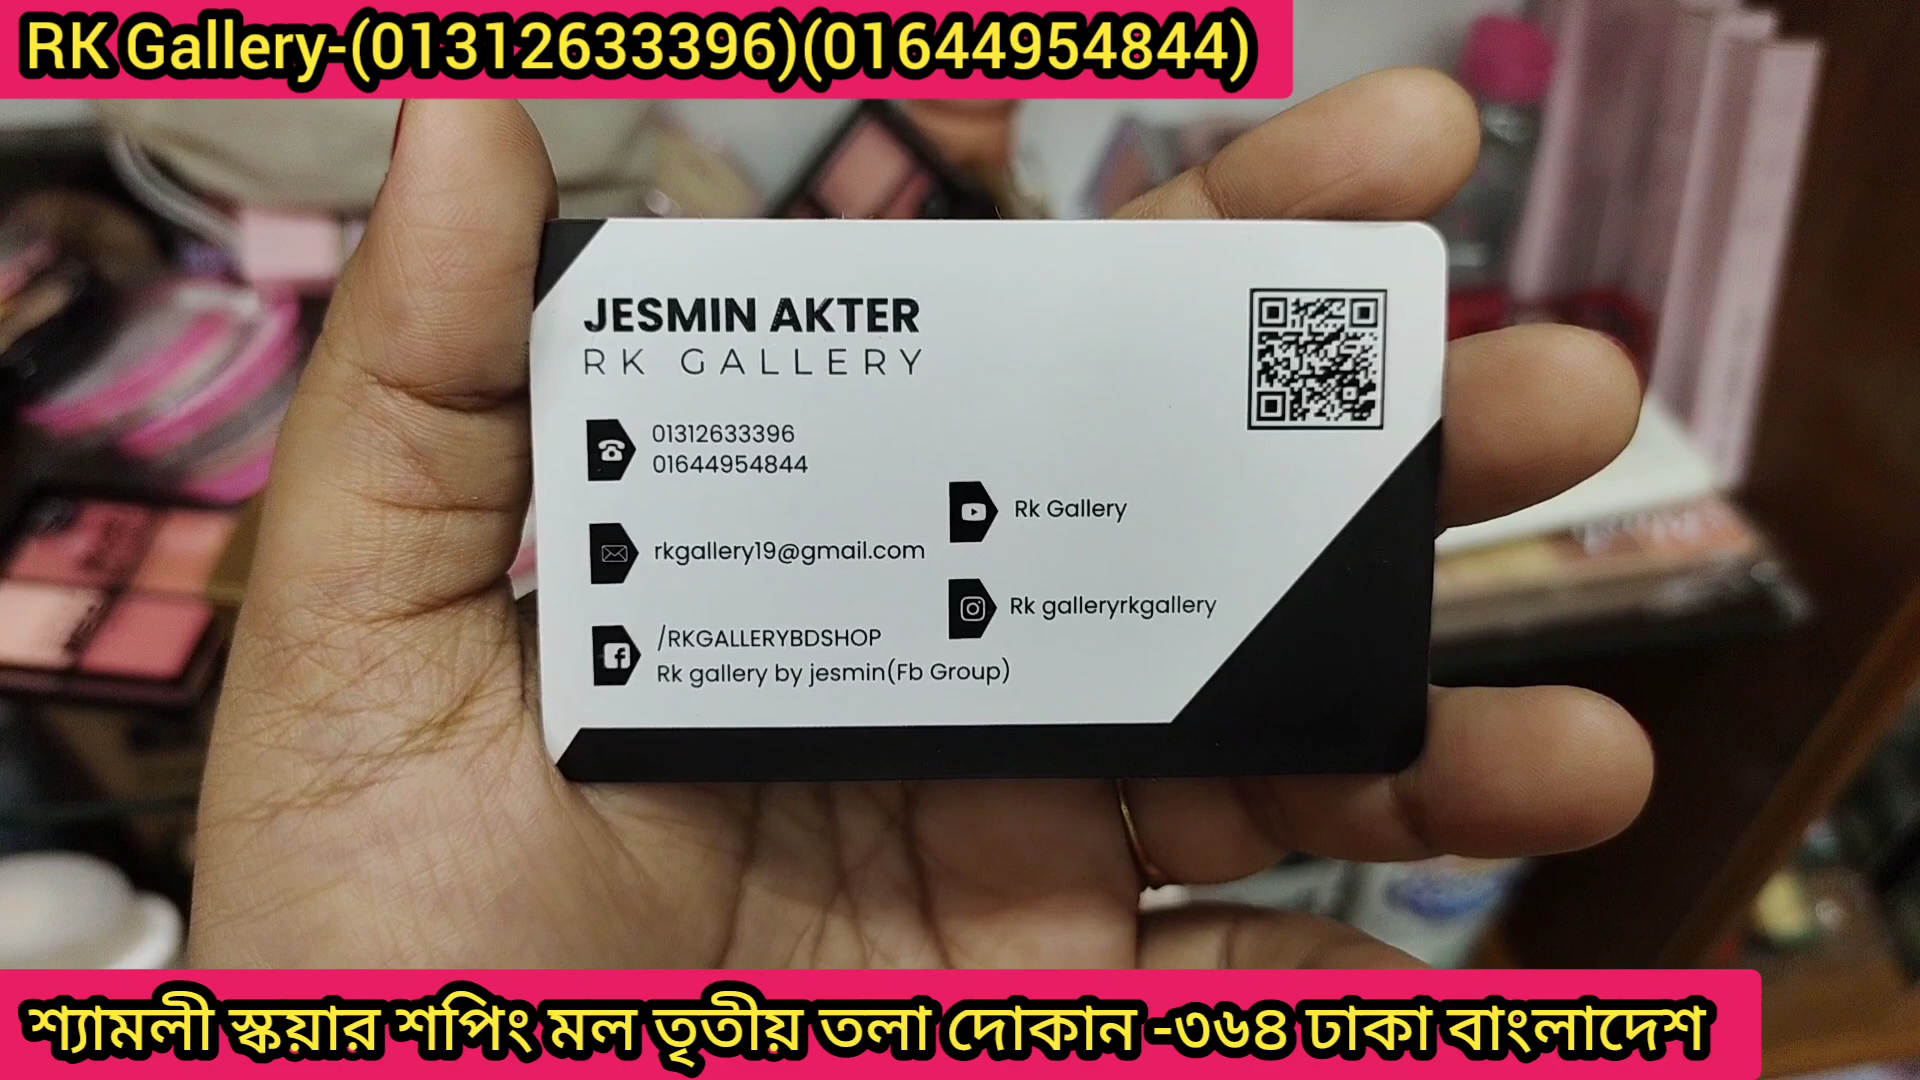 RK Gallery-(01312633396)(01644954844)
JESMIN AKTER
RK GALLERY
01312633396
01644954844
rkgallery19@gmail.com
/RKGALLERYBDSHOP
Rk gallery by jesmin(Fb Group)
Rk Gallery
Rk galleryrkgallery
শ্যামলী স্কয়ার শপিং মল তৃতীয় তলা দোকান -৩৬৪ ঢাকা বাংলাদেশ